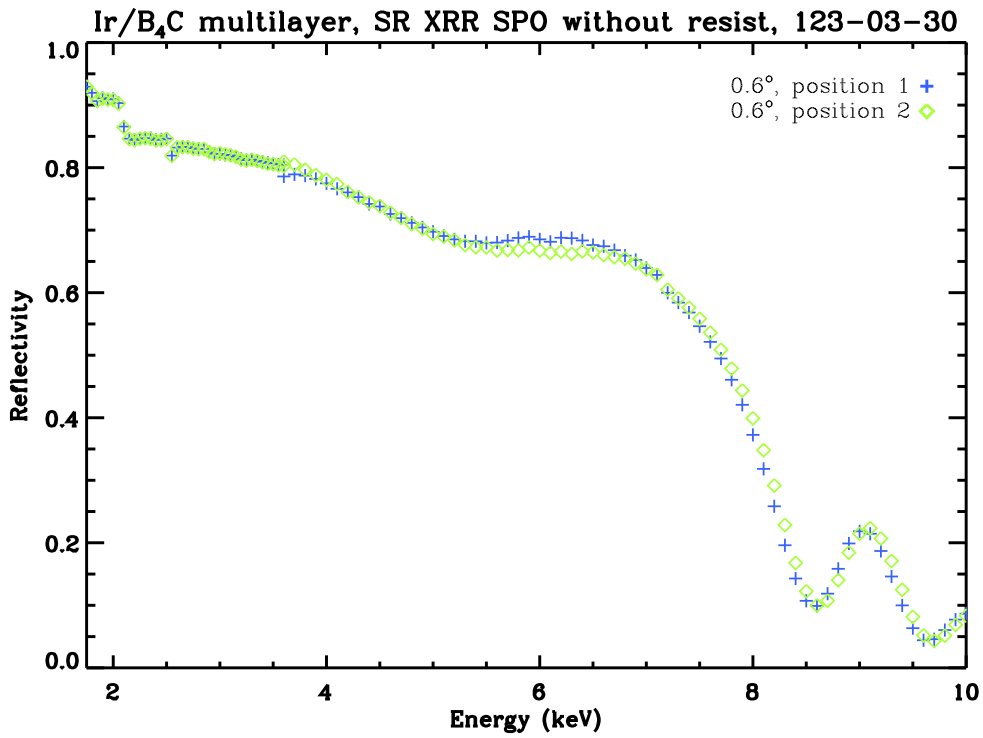 Ir/B₄C multilayer, SR XRR SPO without resist, 123-03-30
1.0
0.8
0.6
0.4
0.2
0.0
Reflectivity
0.6°, position 1
0.6°, position 2
2 4 6 8 10
Energy (keV)